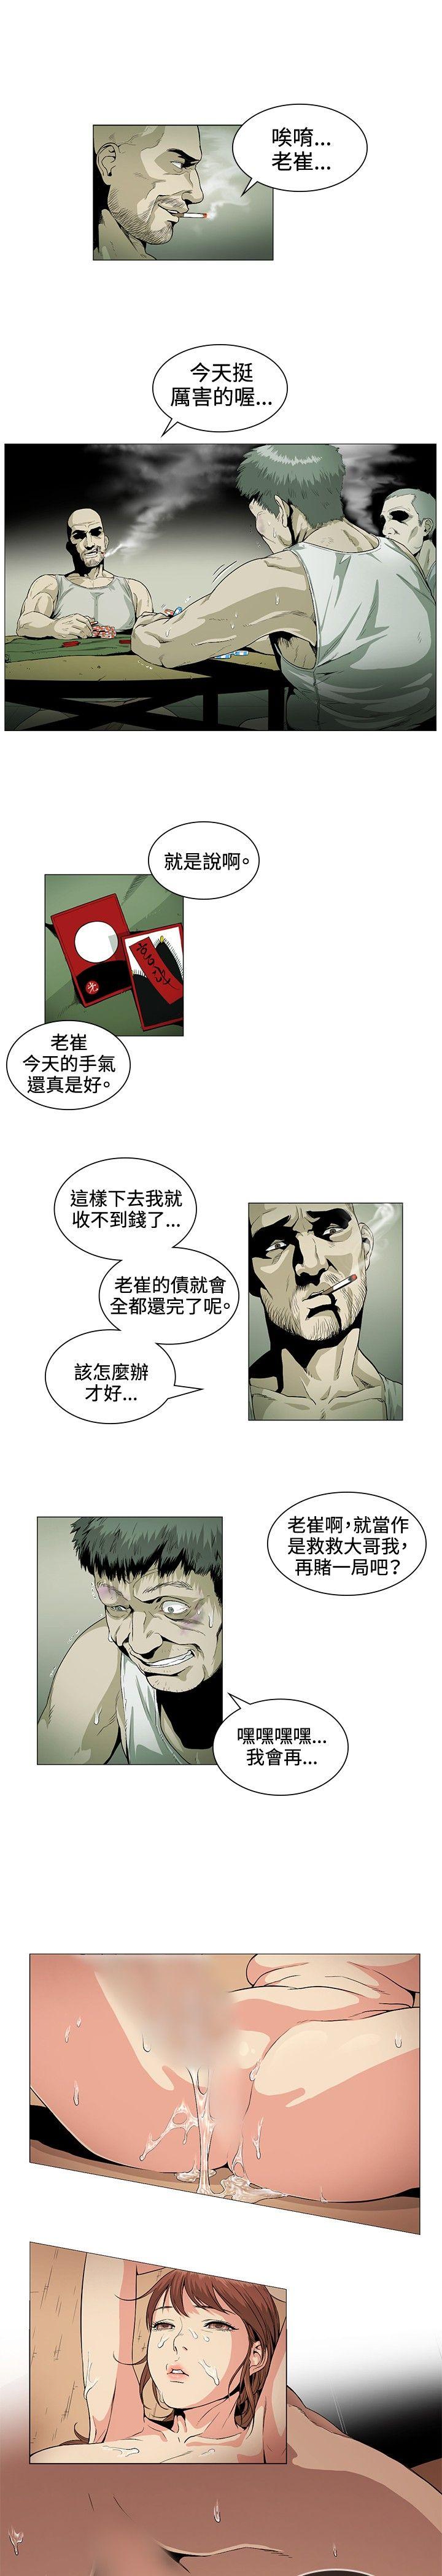 唉唷…
老崔…
今天挺
厲害的喔…
就是說啊。
老崔
今天的手氣
還真是好。
這樣下去我就
收不到錢了…
老崔的債就會
全都還完了呢。
該怎麼辦
才好…
老崔啊，就當作
是救救大哥我，
再賭一局吧？
嘿嘿嘿嘿…
我會再…